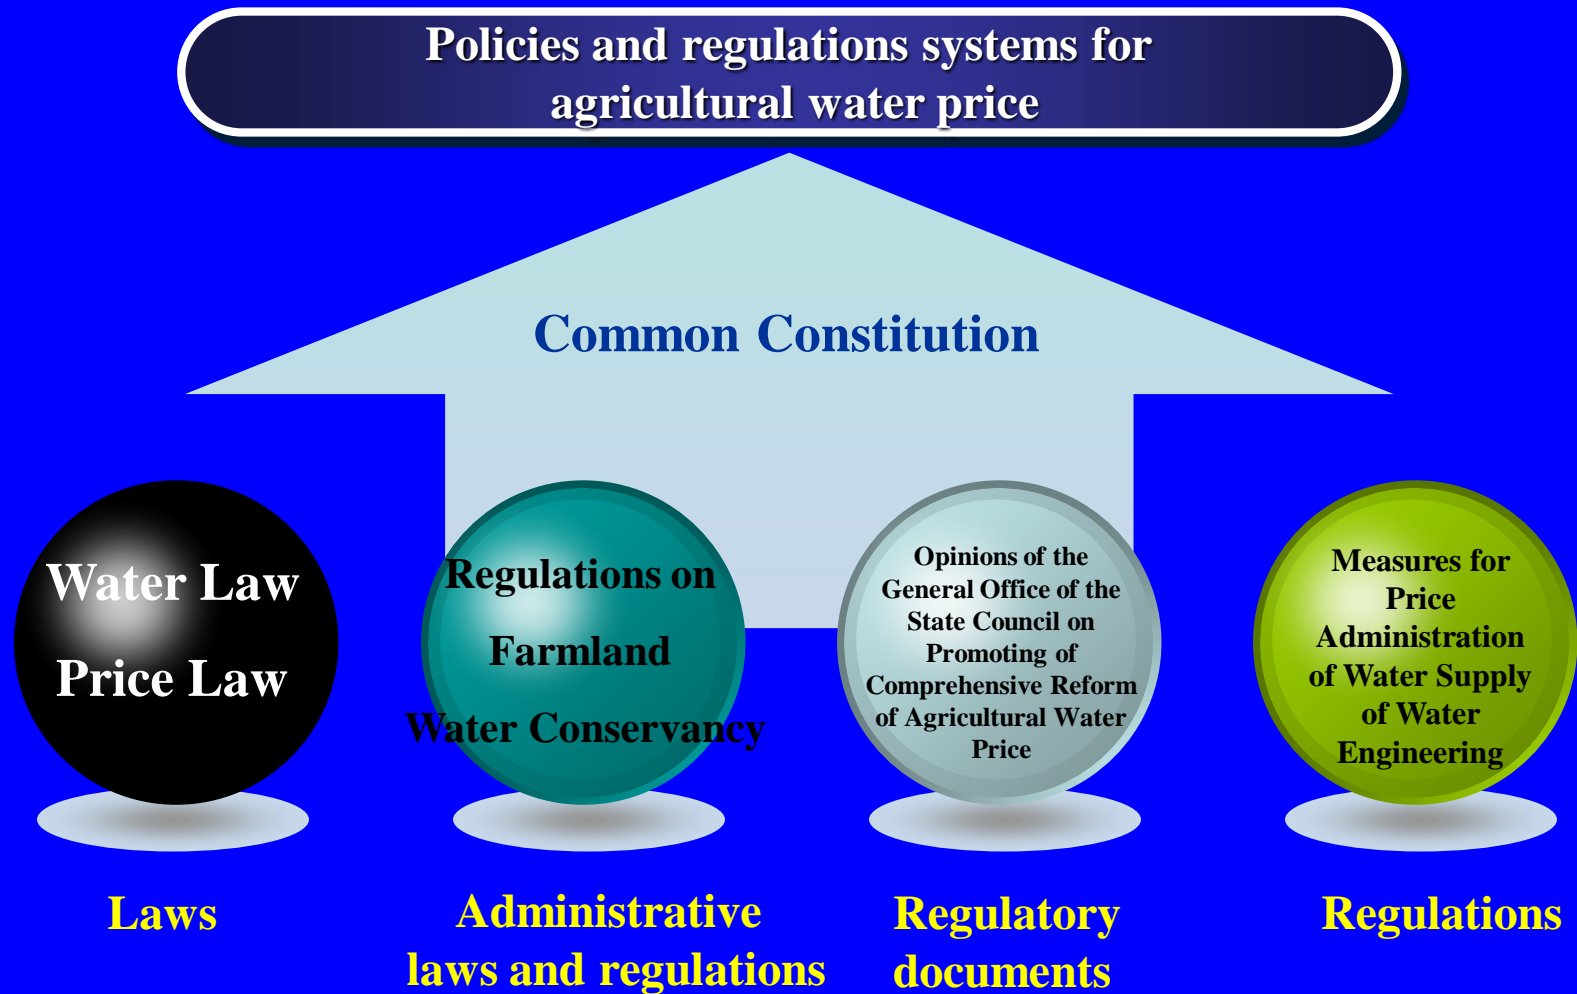 Policies and regulations systems for
agricultural water price
Common Constitution
Water Law
Price Law
Regulations on
Farmland
Water Conservancy
Opinions of the
General Office of the
State Council on
Promoting of
Comprehensive Reform
of Agricultural Water
Price
Measures for
Price
Administration
of Water Supply
of Water
Engineering
Laws
Administrative
laws and regulations
Regulatory
documents
Regulations